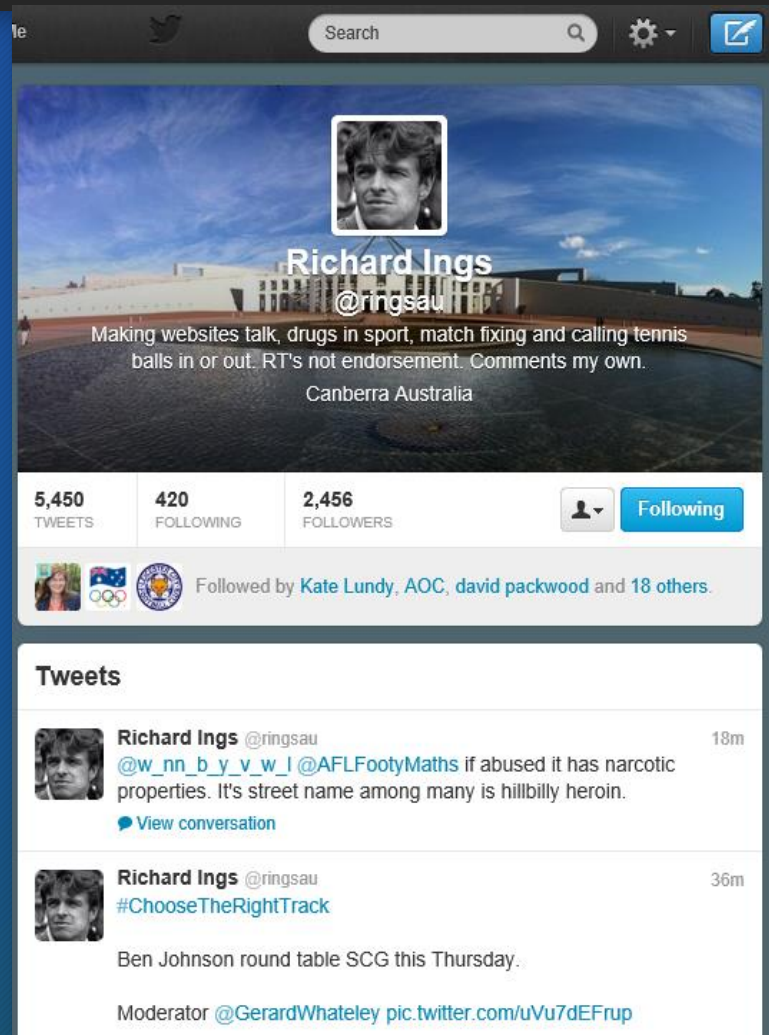 Me
Search
Richard Ings
@ringsau
Making websites talk, drugs in sport, match fixing and calling tennis
balls in or out. RT's not endorsement. Comments my own.
Canberra Australia
5,450
TWEETS
420
FOLLOWING
2,456
FOLLOWERS
Following
Followed by Kate Lundy, AOC, david packwood and 18 others.
Tweets
Richard Ings @ringsau 18m
@w_nn_b_y_v_w_l @AFLFootyMaths if abused it has narcotic
properties. It's street name among many is hillbilly heroin.
View conversation
Richard Ings @ringsau 36m
#ChooseTheRightTrack
Ben Johnson round table SCG this Thursday.
Moderator @GerardWhateley pic.twitter.com/uVu7dEFrup